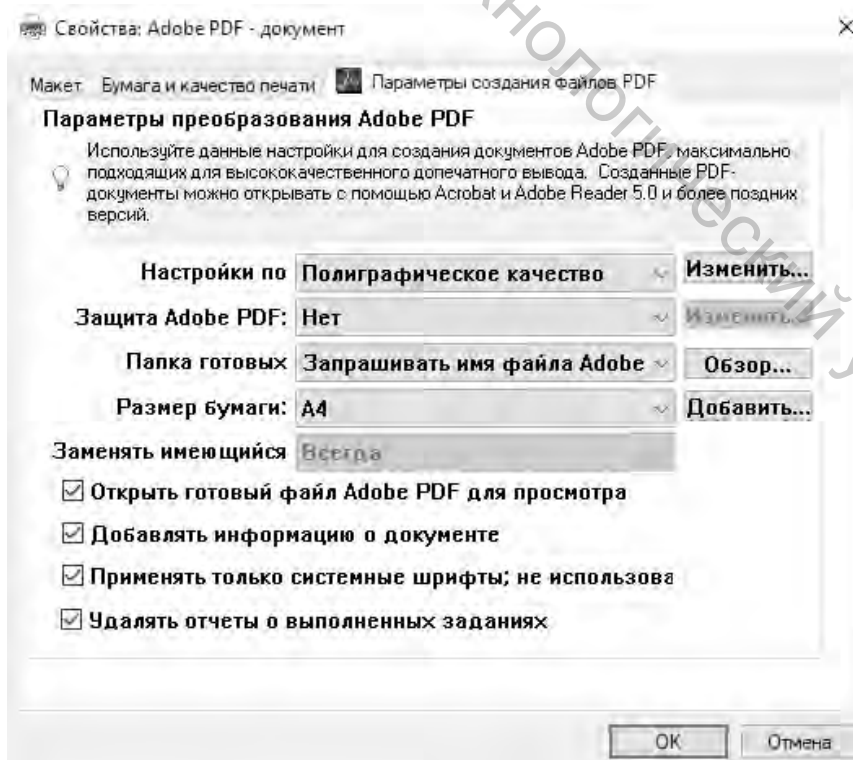 Свойства: Adobe PDF - документ
Макет Бумага и качество печати Параметры создания файлов PDF
Параметры преобразования Adobe PDF
Используйте данные настройки для создания документов Adobe PDF, максимально
подходящих для высококачественного допечатного вывода. Созданные PDF-
документы можно открывать с помощью Acrobat и Adobe Reader 5.0 и более поздних
версий.
Настройки по Полиграфическое качество Изменить...
Защита Adobe PDF: Нет Изменить...
Папка готовых Запрашивать имя файла Adobe Обзор...
Размер бумаги: A4 Добавить...
Заменять имеющийся Всегда
Открыть готовый файл Adobe PDF для просмотра
Добавлять информацию о документе
Применять только системные шрифты; не использова
Удалять отчеты о выполненных заданиях
OK Отмена